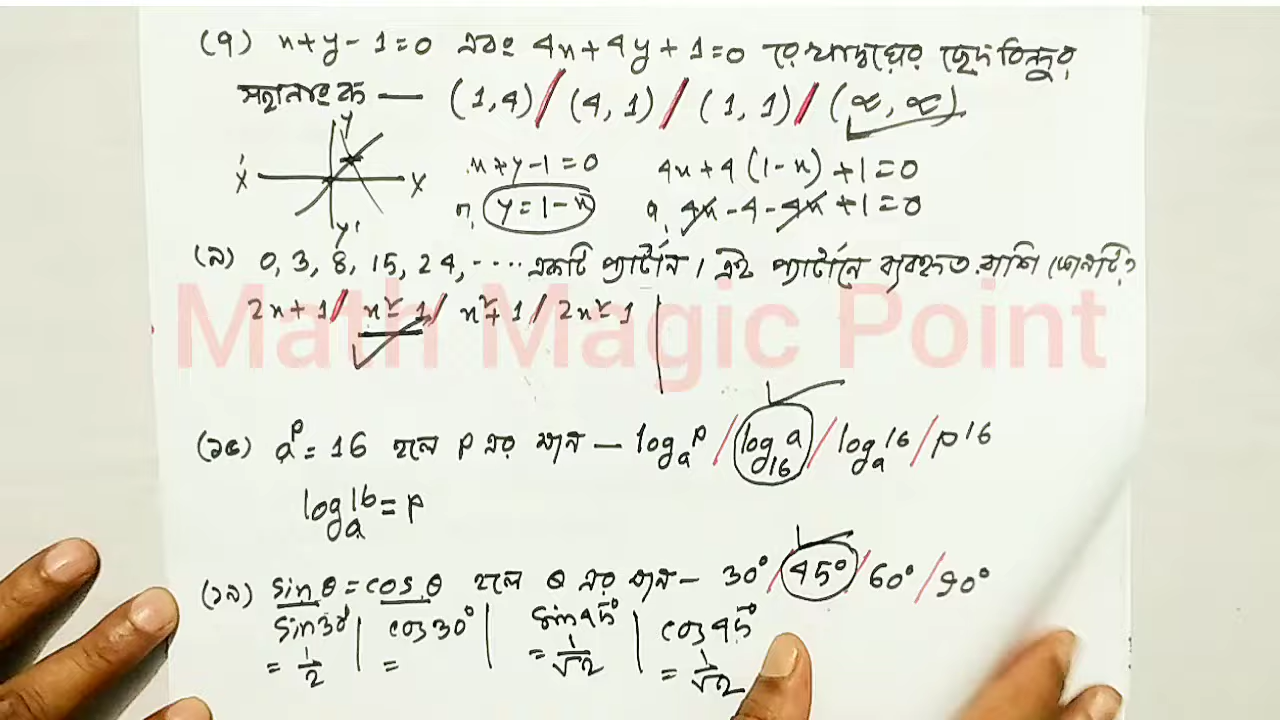 (৭) x+y-1=0 এবং 4x+4y+1=0 রেখাদ্বয়ের ছেদবিন্দুর
স্থানাংক — (1,4) / (4,1) / (1,1) / (∝,∝)
Y
X' X
Y'
x+y-1=0 4x+4(1-x)+1=0
বা, y=1-x বা, 4x-4-4x+1=0
(৯) 0, 3, 8, 15, 24, ···· একটি প্যাটার্ন। এই প্যাটার্নে ব্যবহৃত রাশি কোনটি?
2x+1 / x²-1 / x²+1 / 2x²-1
Math Magic Point
(১৫) aᵖ=16 হলে p এর মান — logₐp / log₁₆a / logₐ16 / p16
logₐ16=p
(১৯) sinθ=cosθ হলে θ এর মান — 30° / 45° / 60° / 90°
sin30° | cos30° | sin45° | cos45°
= 1/2 | = | = 1/√2 | = 1/√2